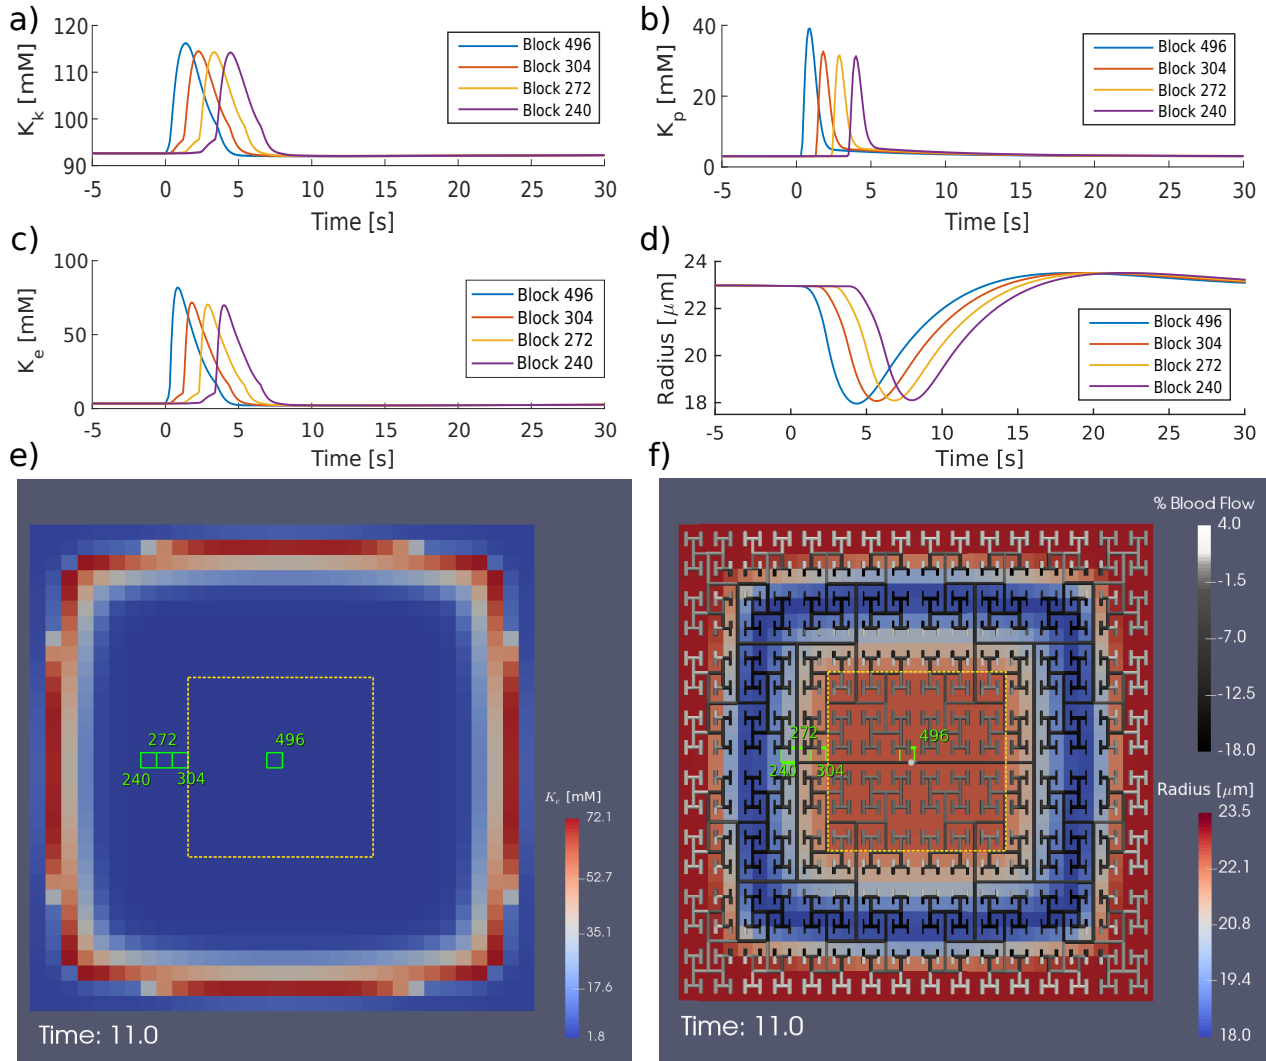 a)
K_k [mM]
120
110
100
90
-5 0 5 10 15 20 25 30
Time [s]
Block 496
Block 304
Block 272
Block 240
b)
K_p [mM]
40
20
0
-5 0 5 10 15 20 25 30
Time [s]
Block 496
Block 304
Block 272
Block 240
c)
K_e [mM]
100
50
0
-5 0 5 10 15 20 25 30
Time [s]
Block 496
Block 304
Block 272
Block 240
d)
Radius [μm]
24
22
20
18
-5 0 5 10 15 20 25 30
Time [s]
Block 496
Block 304
Block 272
Block 240
e)
272
496
240
304
K_e [mM]
72.1
52.7
35.1
17.6
1.8
Time: 11.0
f)
% Blood Flow
4.0
-1.5
-7.0
-12.5
-18.0
272
496
240
304
Radius [μm]
23.5
22.1
20.8
19.4
18.0
Time: 11.0